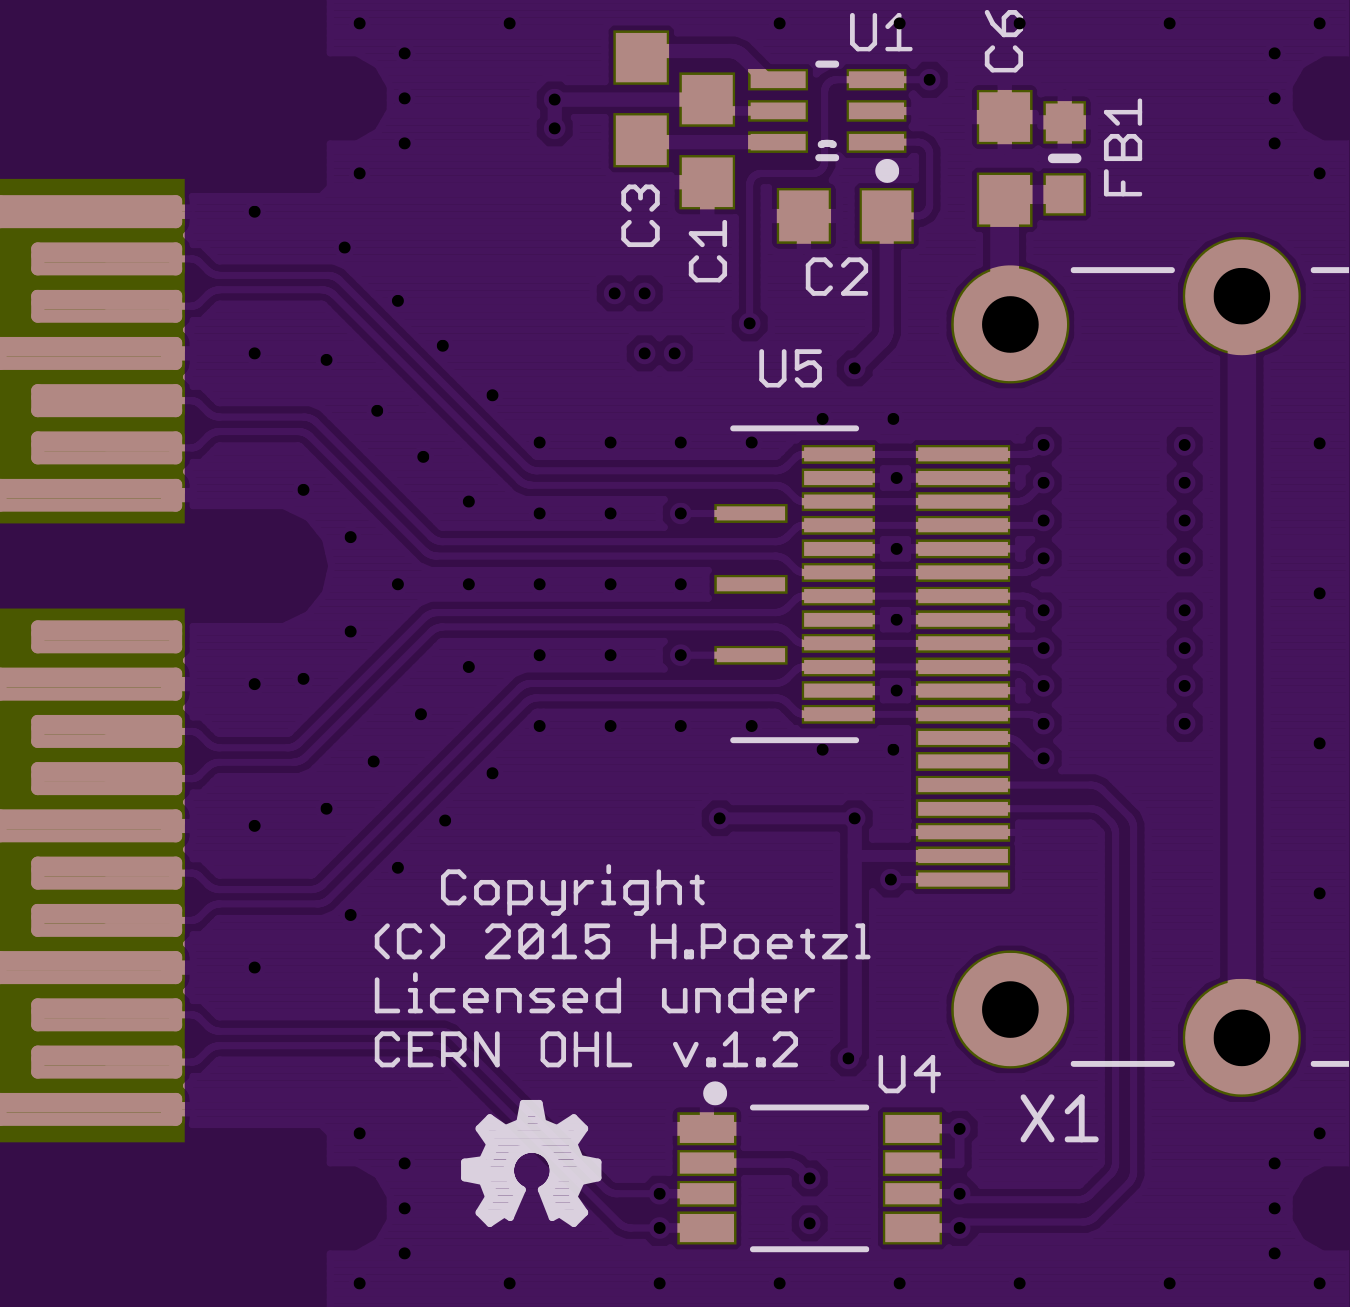 U1
C6
FB1
C3
C1
C2
U5
Copyright
(C) 2015 H.Poetzl
Licensed under
CERN OHL v.1.2
U4
X1